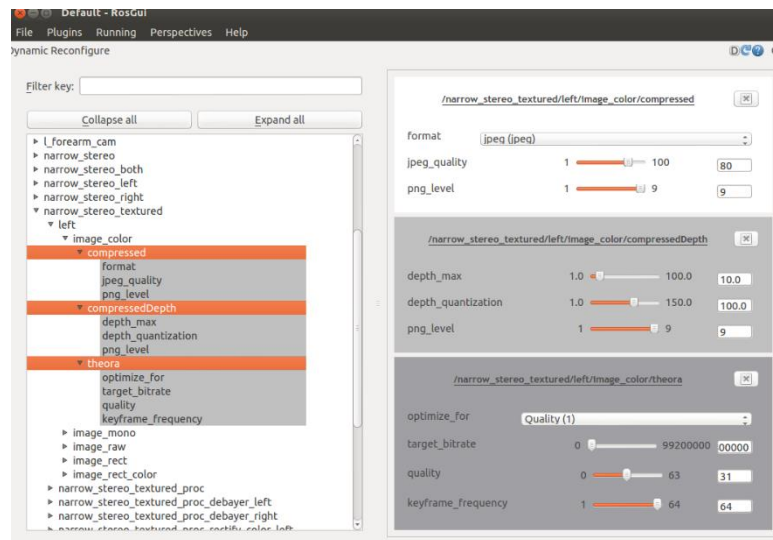 Default - RosGui
File Plugins Running Perspectives Help
Dynamic Reconfigure
D
Filter key:
Collapse all Expand all
l_forearm_cam
narrow_stereo
narrow_stereo_both
narrow_stereo_left
narrow_stereo_right
narrow_stereo_textured
left
image_color
compressed
format
jpeg_quality
png_level
compressedDepth
depth_max
depth_quantization
png_level
theora
optimize_for
target_bitrate
quality
keyframe_frequency
image_mono
image_raw
image_rect
image_rect_color
narrow_stereo_textured_proc
narrow_stereo_textured_proc_debayer_left
narrow_stereo_textured_proc_debayer_right
narrow_stereo_textured_proc_rectify_color_left
/narrow_stereo_textured/left/image_color/compressed
format jpeg (jpeg)
jpeg_quality 1 100 80
png_level 1 9 9
/narrow_stereo_textured/left/image_color/compressedDepth
depth_max 1.0 100.0 10.0
depth_quantization 1.0 150.0 100.0
png_level 1 9 9
/narrow_stereo_textured/left/image_color/theora
optimize_for Quality (1)
target_bitrate 0 99200000 00000
quality 0 63 31
keyframe_frequency 1 64 64